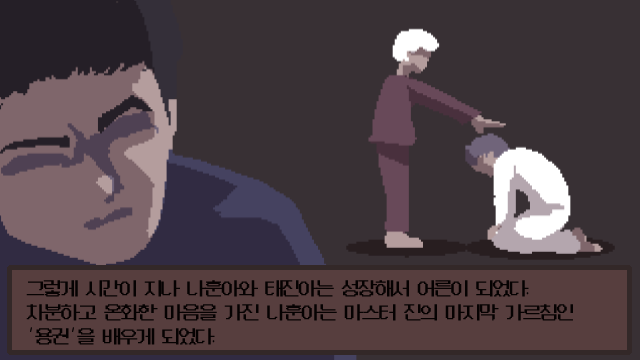 그렇게 시간이 지나 나훈아와 태진아는 성장해서 어른이 되었다.
차분하고 온화한 마음을 가진 나훈아는 마스터 진의 마지막 가르침인
'용권'을 배우게 되었다.